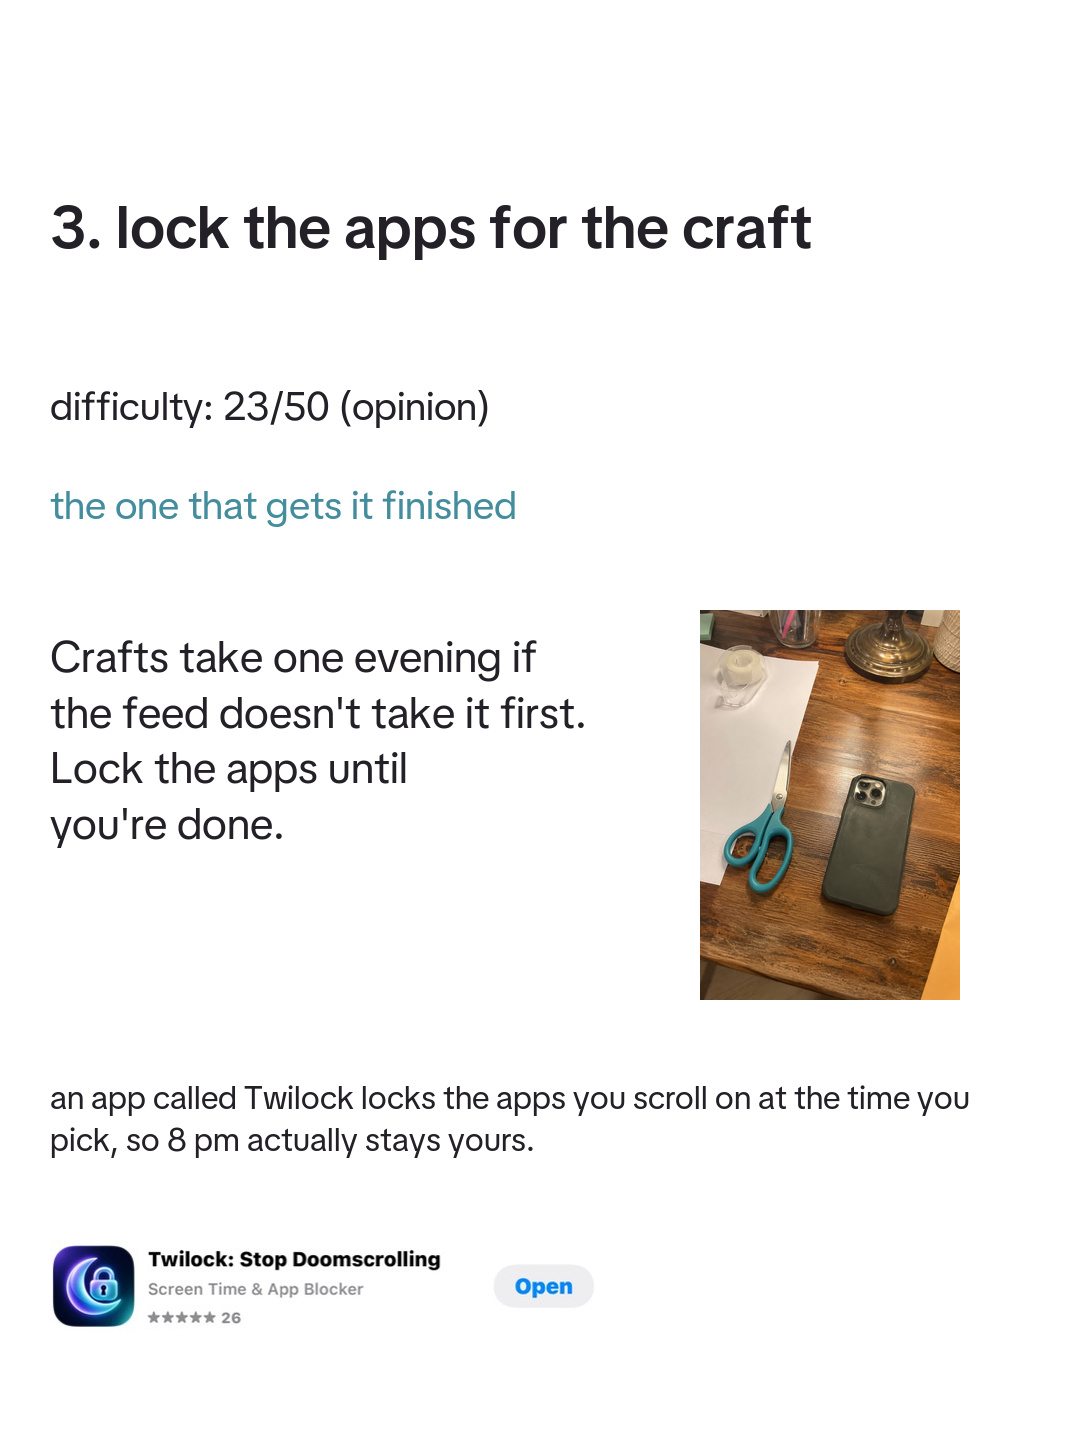 3. lock the apps for the craft
difficulty: 23/50 (opinion)
the one that gets it finished
Crafts take one evening if
the feed doesn't take it first.
Lock the apps until
you're done.
an app called Twilock locks the apps you scroll on at the time you
pick, so 8 pm actually stays yours.
Twilock: Stop Doomscrolling
Screen Time & App Blocker
★★★★★ 26
Open